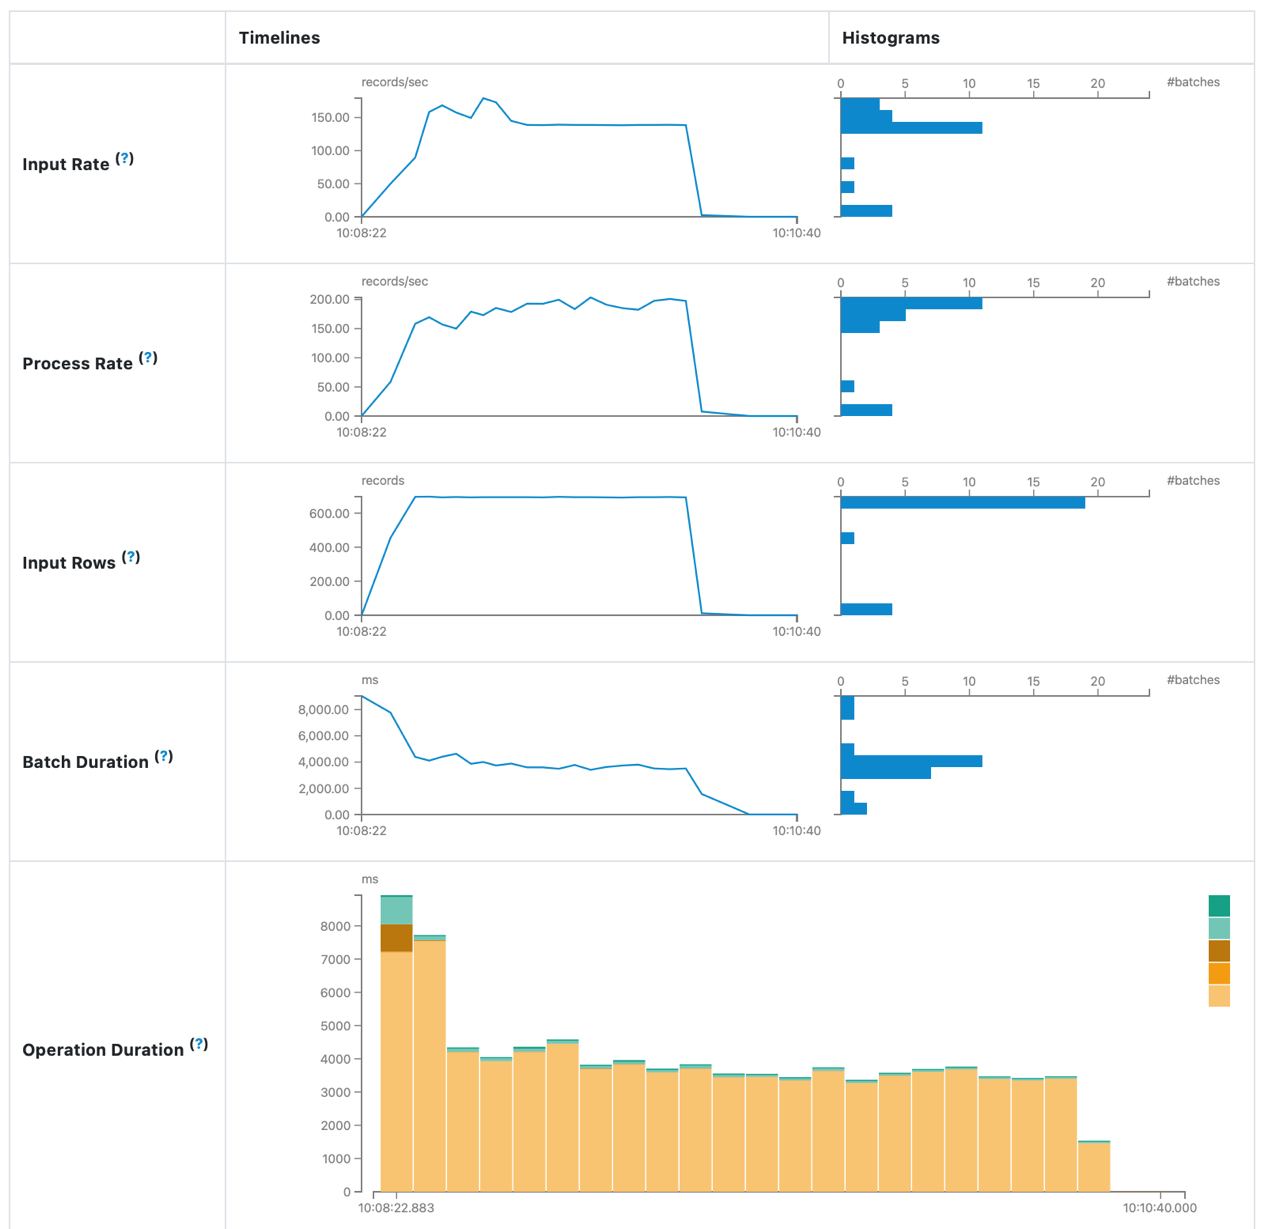 Timelines
Histograms
Input Rate (?)
records/sec
150.00
100.00
50.00
0.00
10:08:22
10:10:40
0 5 10 15 20 #batches
Process Rate (?)
records/sec
200.00
150.00
100.00
50.00
0.00
10:08:22
10:10:40
0 5 10 15 20 #batches
Input Rows (?)
records
600.00
400.00
200.00
0.00
10:08:22
10:10:40
0 5 10 15 20 #batches
Batch Duration (?)
ms
8,000.00
6,000.00
4,000.00
2,000.00
0.00
10:08:22
10:10:40
0 5 10 15 20 #batches
Operation Duration (?)
ms
8000
7000
6000
5000
4000
3000
2000
1000
0
10:08:22.883
10:10:40.000